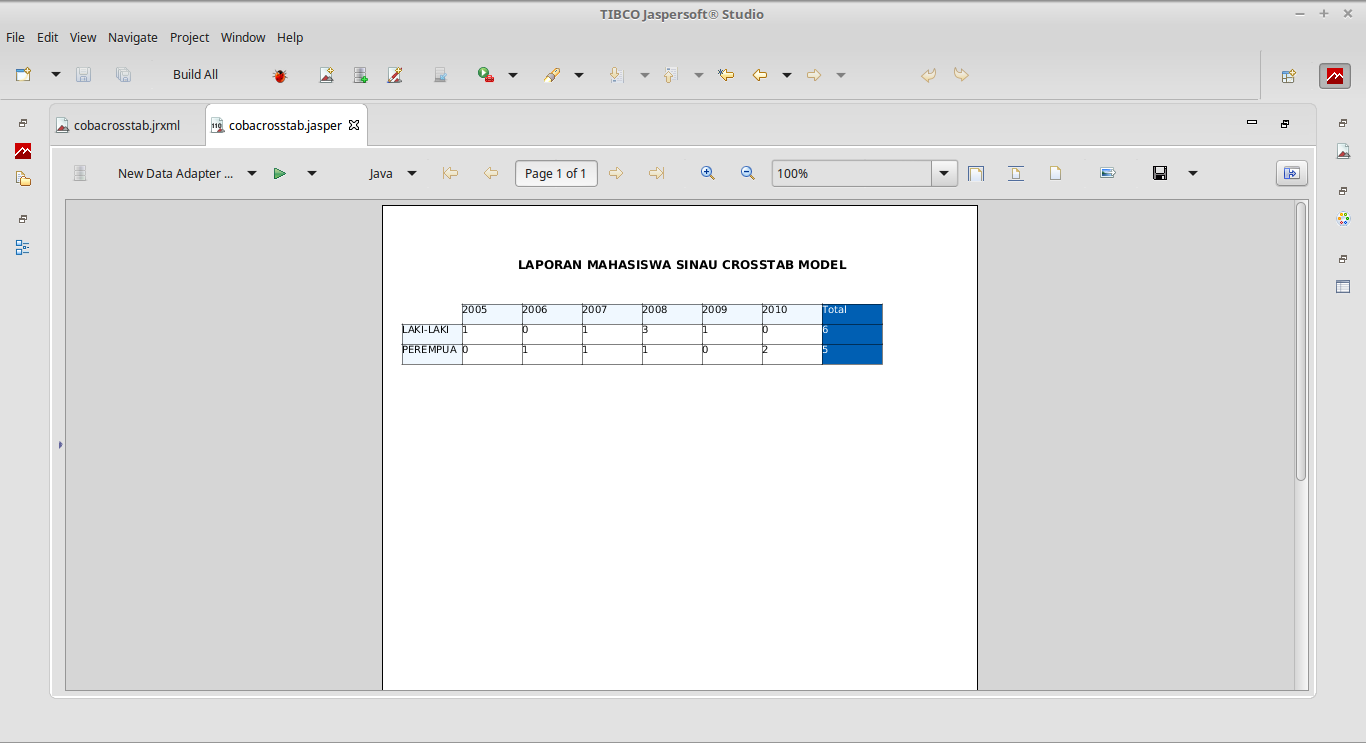 TIBCO Jaspersoft® Studio
File Edit View Navigate Project Window Help
Build All
cobacrosstab.jrxml cobacrosstab.jasper
New Data Adapter ... Java Page 1 of 1 100%
LAPORAN MAHASISWA SINAU CROSSTAB MODEL
2005 2006 2007 2008 2009 2010 Total
LAKI-LAKI 1 0 1 3 1 0 6
PEREMPUA 0 1 1 1 0 2 5